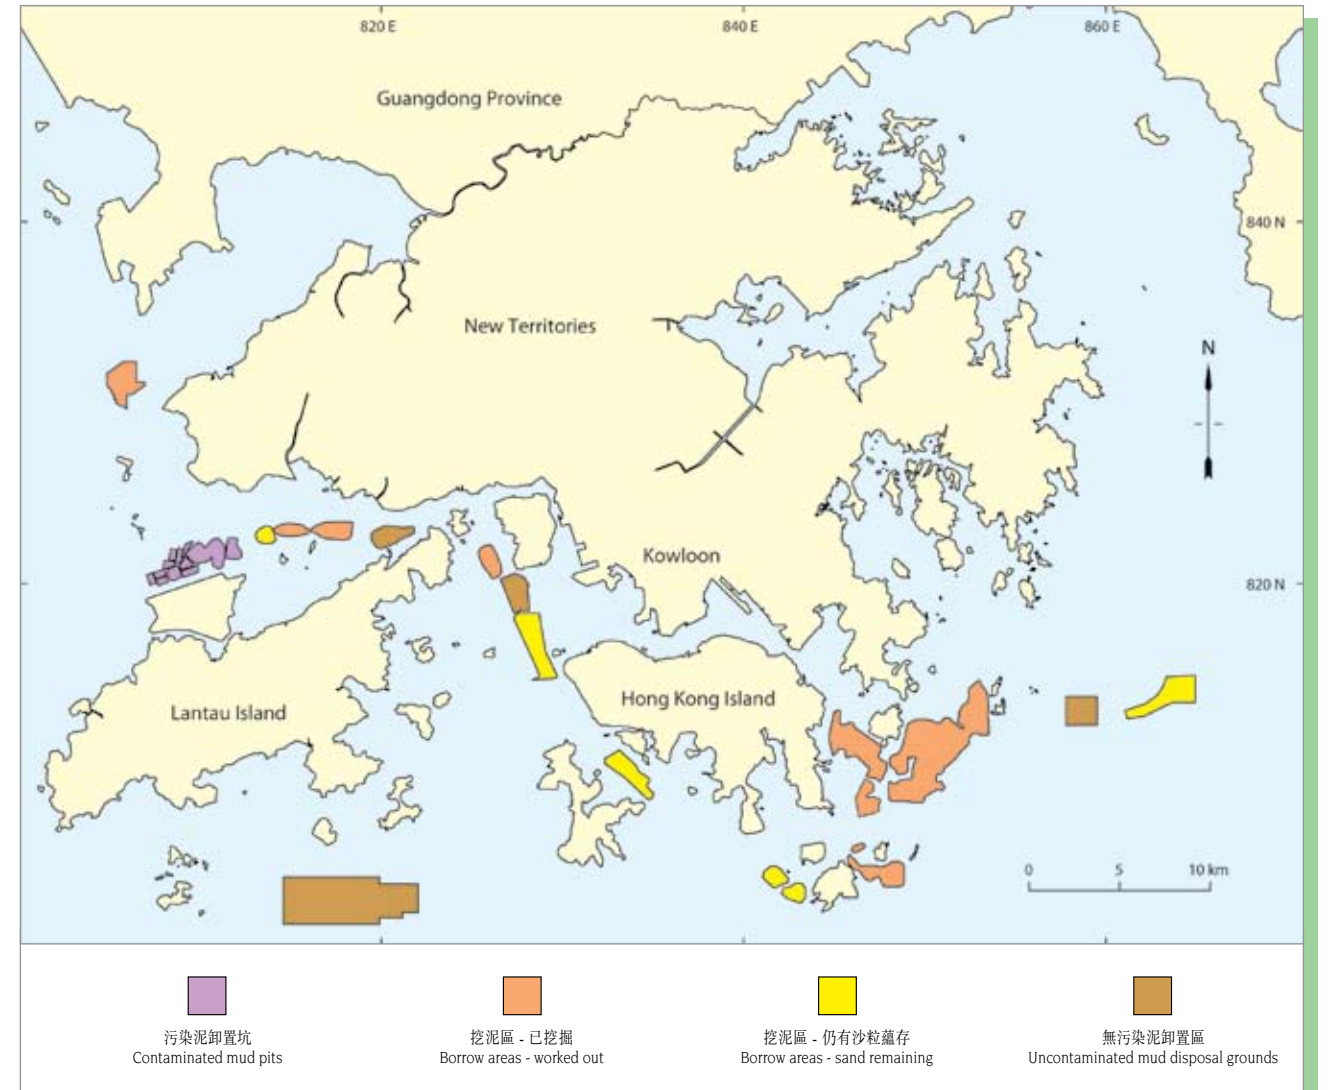 820 E
840 E
860 E
Guangdong Province
840 N
New Territories
N
Kowloon
820 N
Hong Kong Island
Lantau Island
0
5
10 km
污染泥卸置坑
Contaminated mud pits
挖泥區 - 已挖掘
Borrow areas - worked out
挖泥區 - 仍有沙粒蘊存
Borrow areas - sand remaining
無污染泥卸置區
Uncontaminated mud disposal grounds